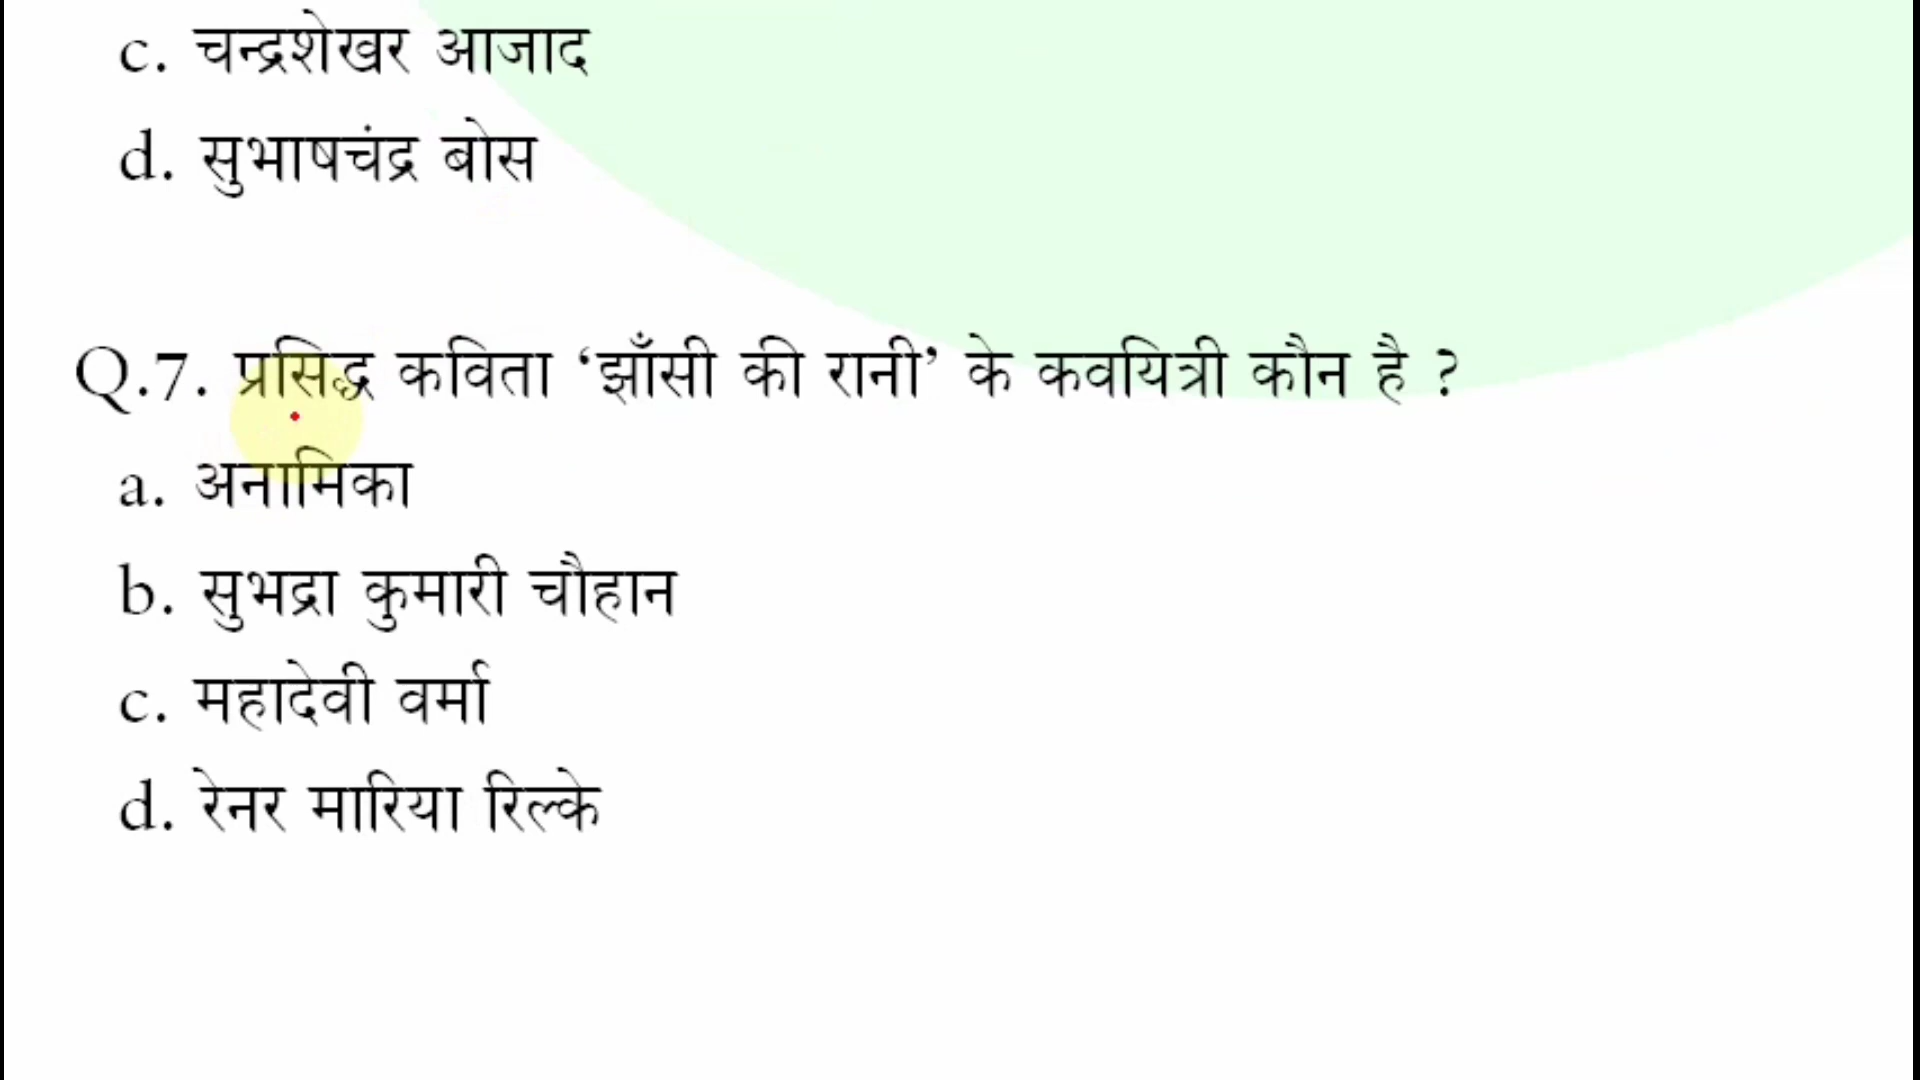 c. चन्द्रशेखर आजाद
d. सुभाषचंद्र बोस
Q.7. प्रसिद्ध कविता ‘झाँसी की रानी’ के कवयित्री कौन है ?
a. अनामिका
b. सुभद्रा कुमारी चौहान
c. महादेवी वर्मा
d. रेनर मारिया रिल्के